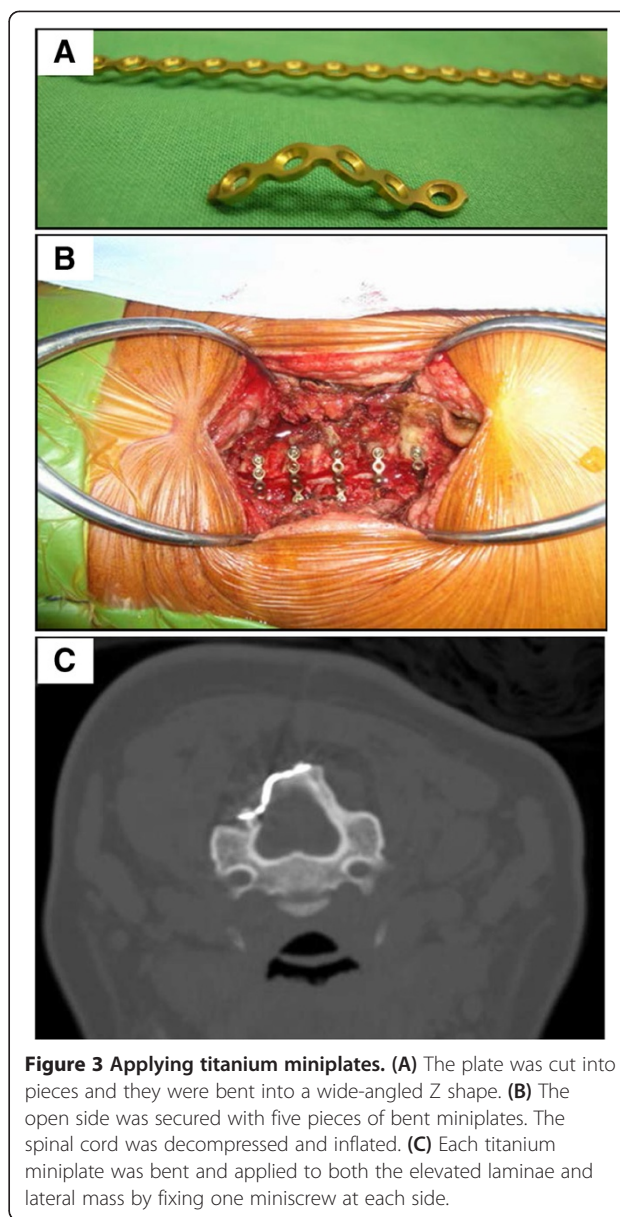 A
B
C
Figure 3 Applying titanium miniplates. (A) The plate was cut into
pieces and they were bent into a wide-angled Z shape. (B) The
open side was secured with five pieces of bent miniplates. The
spinal cord was decompressed and inflated. (C) Each titanium
miniplate was bent and applied to both the elevated laminae and
lateral mass by fixing one miniscrew at each side.